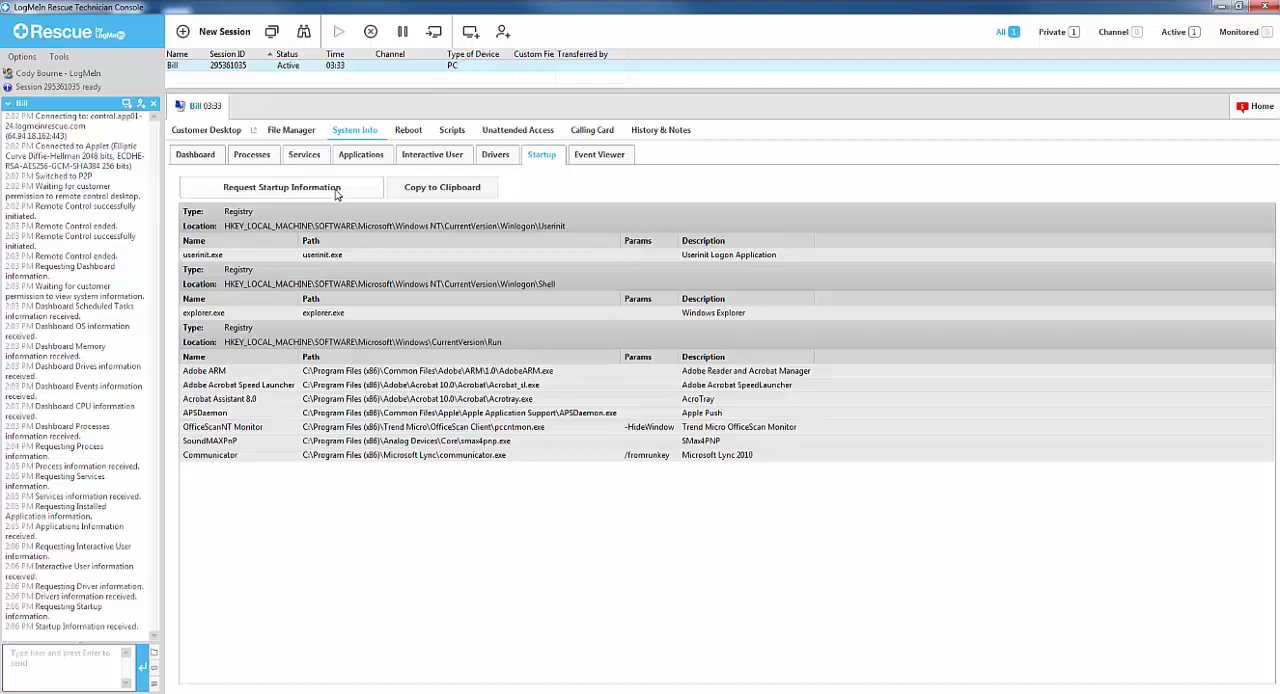 LogMeIn Rescue Technician Console
Rescue by LogMeIn
New Session
All 1
Private 1
Channel 0
Active 1
Monitored 0
Options Tools
Cody Bourne - LogMeIn
Session 295361035 ready
Name Session ID Status Time Channel Type of Device Custom Fie Transferred by
Bill 295361035 Active 03:33 PC
Bill
Bill 03:33
Home
Customer Desktop File Manager System Info Reboot Scripts Unattended Access Calling Card History & Notes
Dashboard Processes Services Applications Interactive User Drivers Startup Event Viewer
Request Startup Information Copy to Clipboard
Type: Registry
Location: HKEY_LOCAL_MACHINE\SOFTWARE\Microsoft\Windows NT\CurrentVersion\Winlogon\Userinit
Name Path Params Description
userinit.exe userinit.exe Userinit Logon Application
Type: Registry
Location: HKEY_LOCAL_MACHINE\SOFTWARE\Microsoft\Windows NT\CurrentVersion\Winlogon\Shell
Name Path Params Description
explorer.exe explorer.exe Windows Explorer
Type: Registry
Location: HKEY_LOCAL_MACHINE\SOFTWARE\Microsoft\Windows\CurrentVersion\Run
Name Path Params Description
Adobe ARM C:\Program Files (x86)\Common Files\Adobe\ARM\1.0\AdobeARM.exe Adobe Reader and Acrobat Manager
Adobe Acrobat Speed Launcher C:\Program Files (x86)\Adobe\Acrobat 10.0\Acrobat\Acrobat_sl.exe Adobe Acrobat SpeedLauncher
Acrobat Assistant 8.0 C:\Program Files (x86)\Adobe\Acrobat 10.0\Acrobat\Acrotray.exe AcroTray
APSDaemon C:\Program Files (x86)\Common Files\Apple\Apple Application Support\APSDaemon.exe Apple Push
OfficeScanNT Monitor C:\Program Files (x86)\Trend Micro\OfficeScan Client\pccntmon.exe -HideWindow Trend Micro OfficeScan Monitor
SoundMAXPnP C:\Program Files (x86)\Analog Devices\Core\smax4pnp.exe SMax4PNP
Communicator C:\Program Files (x86)\Microsoft Lync\communicator.exe /fromrunkey Microsoft Lync 2010
2:02 PM Connecting to: control.app01-
24.logmeinrescue.com
(64.94.18.162:443)
2:02 PM Connected to Applet (Elliptic
Curve Diffie-Hellman 2048 bits, ECDHE-
RSA-AES256-GCM-SHA384 256 bits)
2:02 PM Switched to P2P
2:02 PM Waiting for customer
permission to remote control desktop.
2:02 PM Remote Control successfully
initiated.
2:03 PM Remote Control ended.
2:03 PM Remote Control successfully
initiated.
2:03 PM Remote Control ended.
2:03 PM Requesting Dashboard
information.
2:03 PM Waiting for customer
permission to view system information.
2:03 PM Dashboard Scheduled Tasks
information received.
2:03 PM Dashboard OS information
received.
2:03 PM Dashboard Memory
information received.
2:03 PM Dashboard Drives information
received.
2:03 PM Dashboard Events information
received.
2:03 PM Dashboard CPU information
received.
2:03 PM Dashboard Processes
information received.
2:04 PM Requesting Process
information.
2:05 PM Process information received.
2:05 PM Requesting Services
information.
2:05 PM Services information received.
2:05 PM Requesting Installed
Application information.
2:05 PM Applications Information
received.
2:06 PM Requesting Interactive User
information.
2:06 PM Interactive User information
received.
2:06 PM Requesting Driver information.
2:06 PM Drivers information received.
2:06 PM Requesting Startup
information.
2:06 PM Startup Information received.
Type here and press Enter to
send